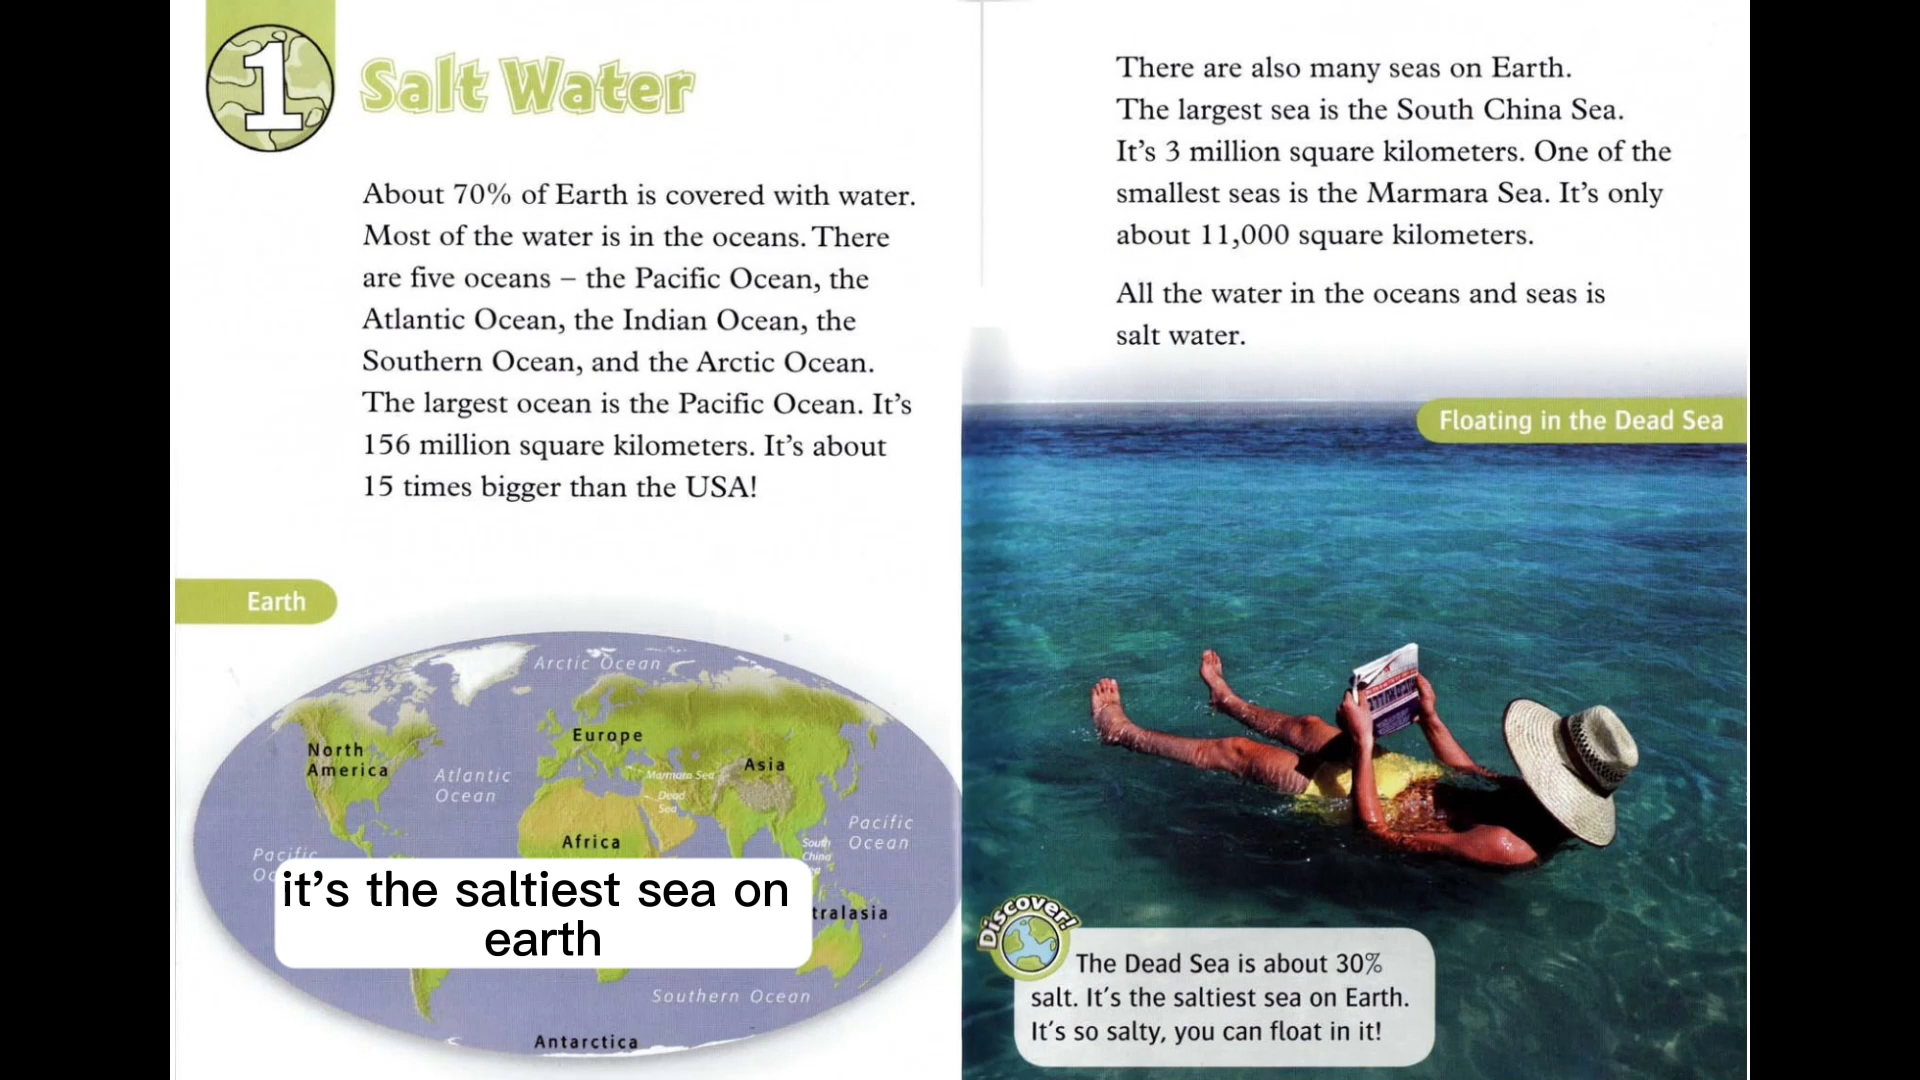 1
Salt Water
About 70% of Earth is covered with water.
Most of the water is in the oceans. There
are five oceans – the Pacific Ocean, the
Atlantic Ocean, the Indian Ocean, the
Southern Ocean, and the Arctic Ocean.
The largest ocean is the Pacific Ocean. It's
156 million square kilometers. It's about
15 times bigger than the USA!
Earth
Arctic Ocean
North
America
Atlantic
Ocean
Europe
Marmara Sea
Dead
Sea
Asia
Africa
South
China
Pacific
Ocean
Pacific
it's the saltiest sea on
earth
Southern Ocean
Antarctica
There are also many seas on Earth.
The largest sea is the South China Sea.
It's 3 million square kilometers. One of the
smallest seas is the Marmara Sea. It's only
about 11,000 square kilometers.
All the water in the oceans and seas is
salt water.
Floating in the Dead Sea
Discover!
The Dead Sea is about 30%
salt. It's the saltiest sea on Earth.
It's so salty, you can float in it!